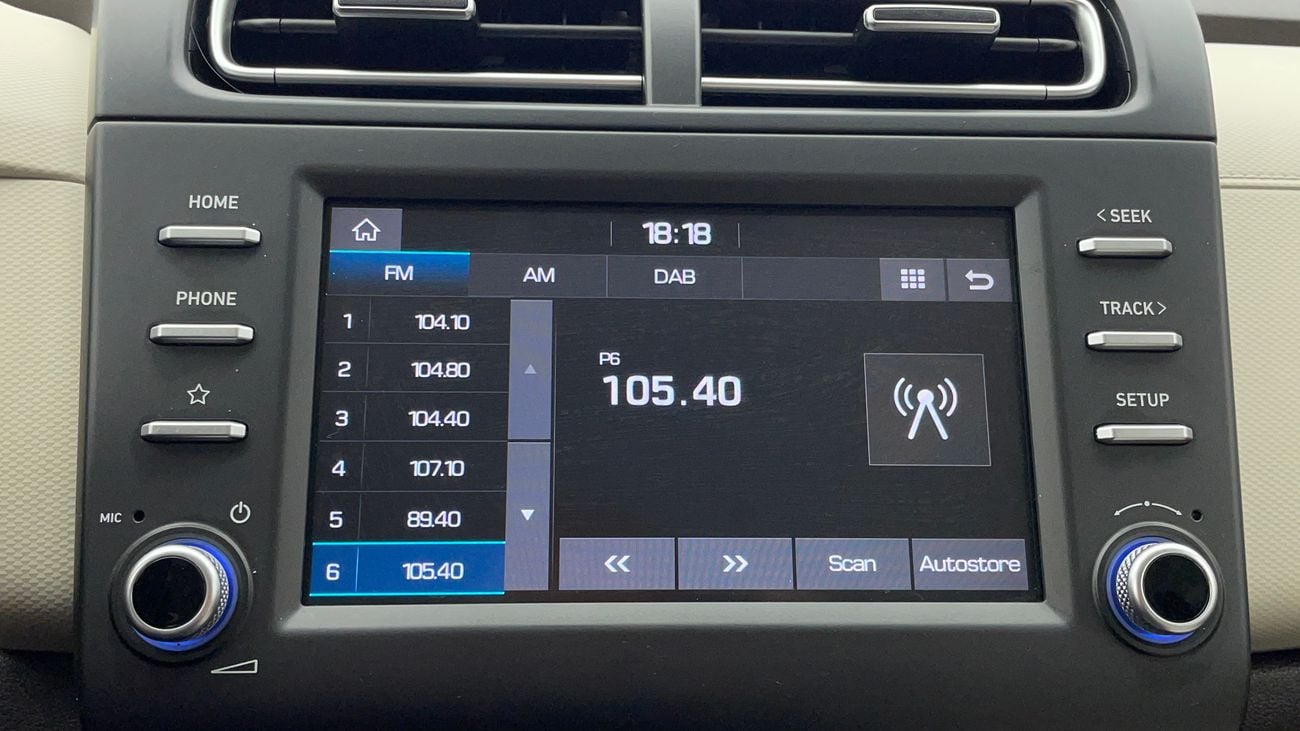 HOME
PHONE
MIC
18:18
FM AM DAB
1 104.10
2 104.80
3 104.40
4 107.10
5 89.40
6 105.40
P6
105.40
<< >> Scan Autostore
< SEEK
TRACK >
SETUP